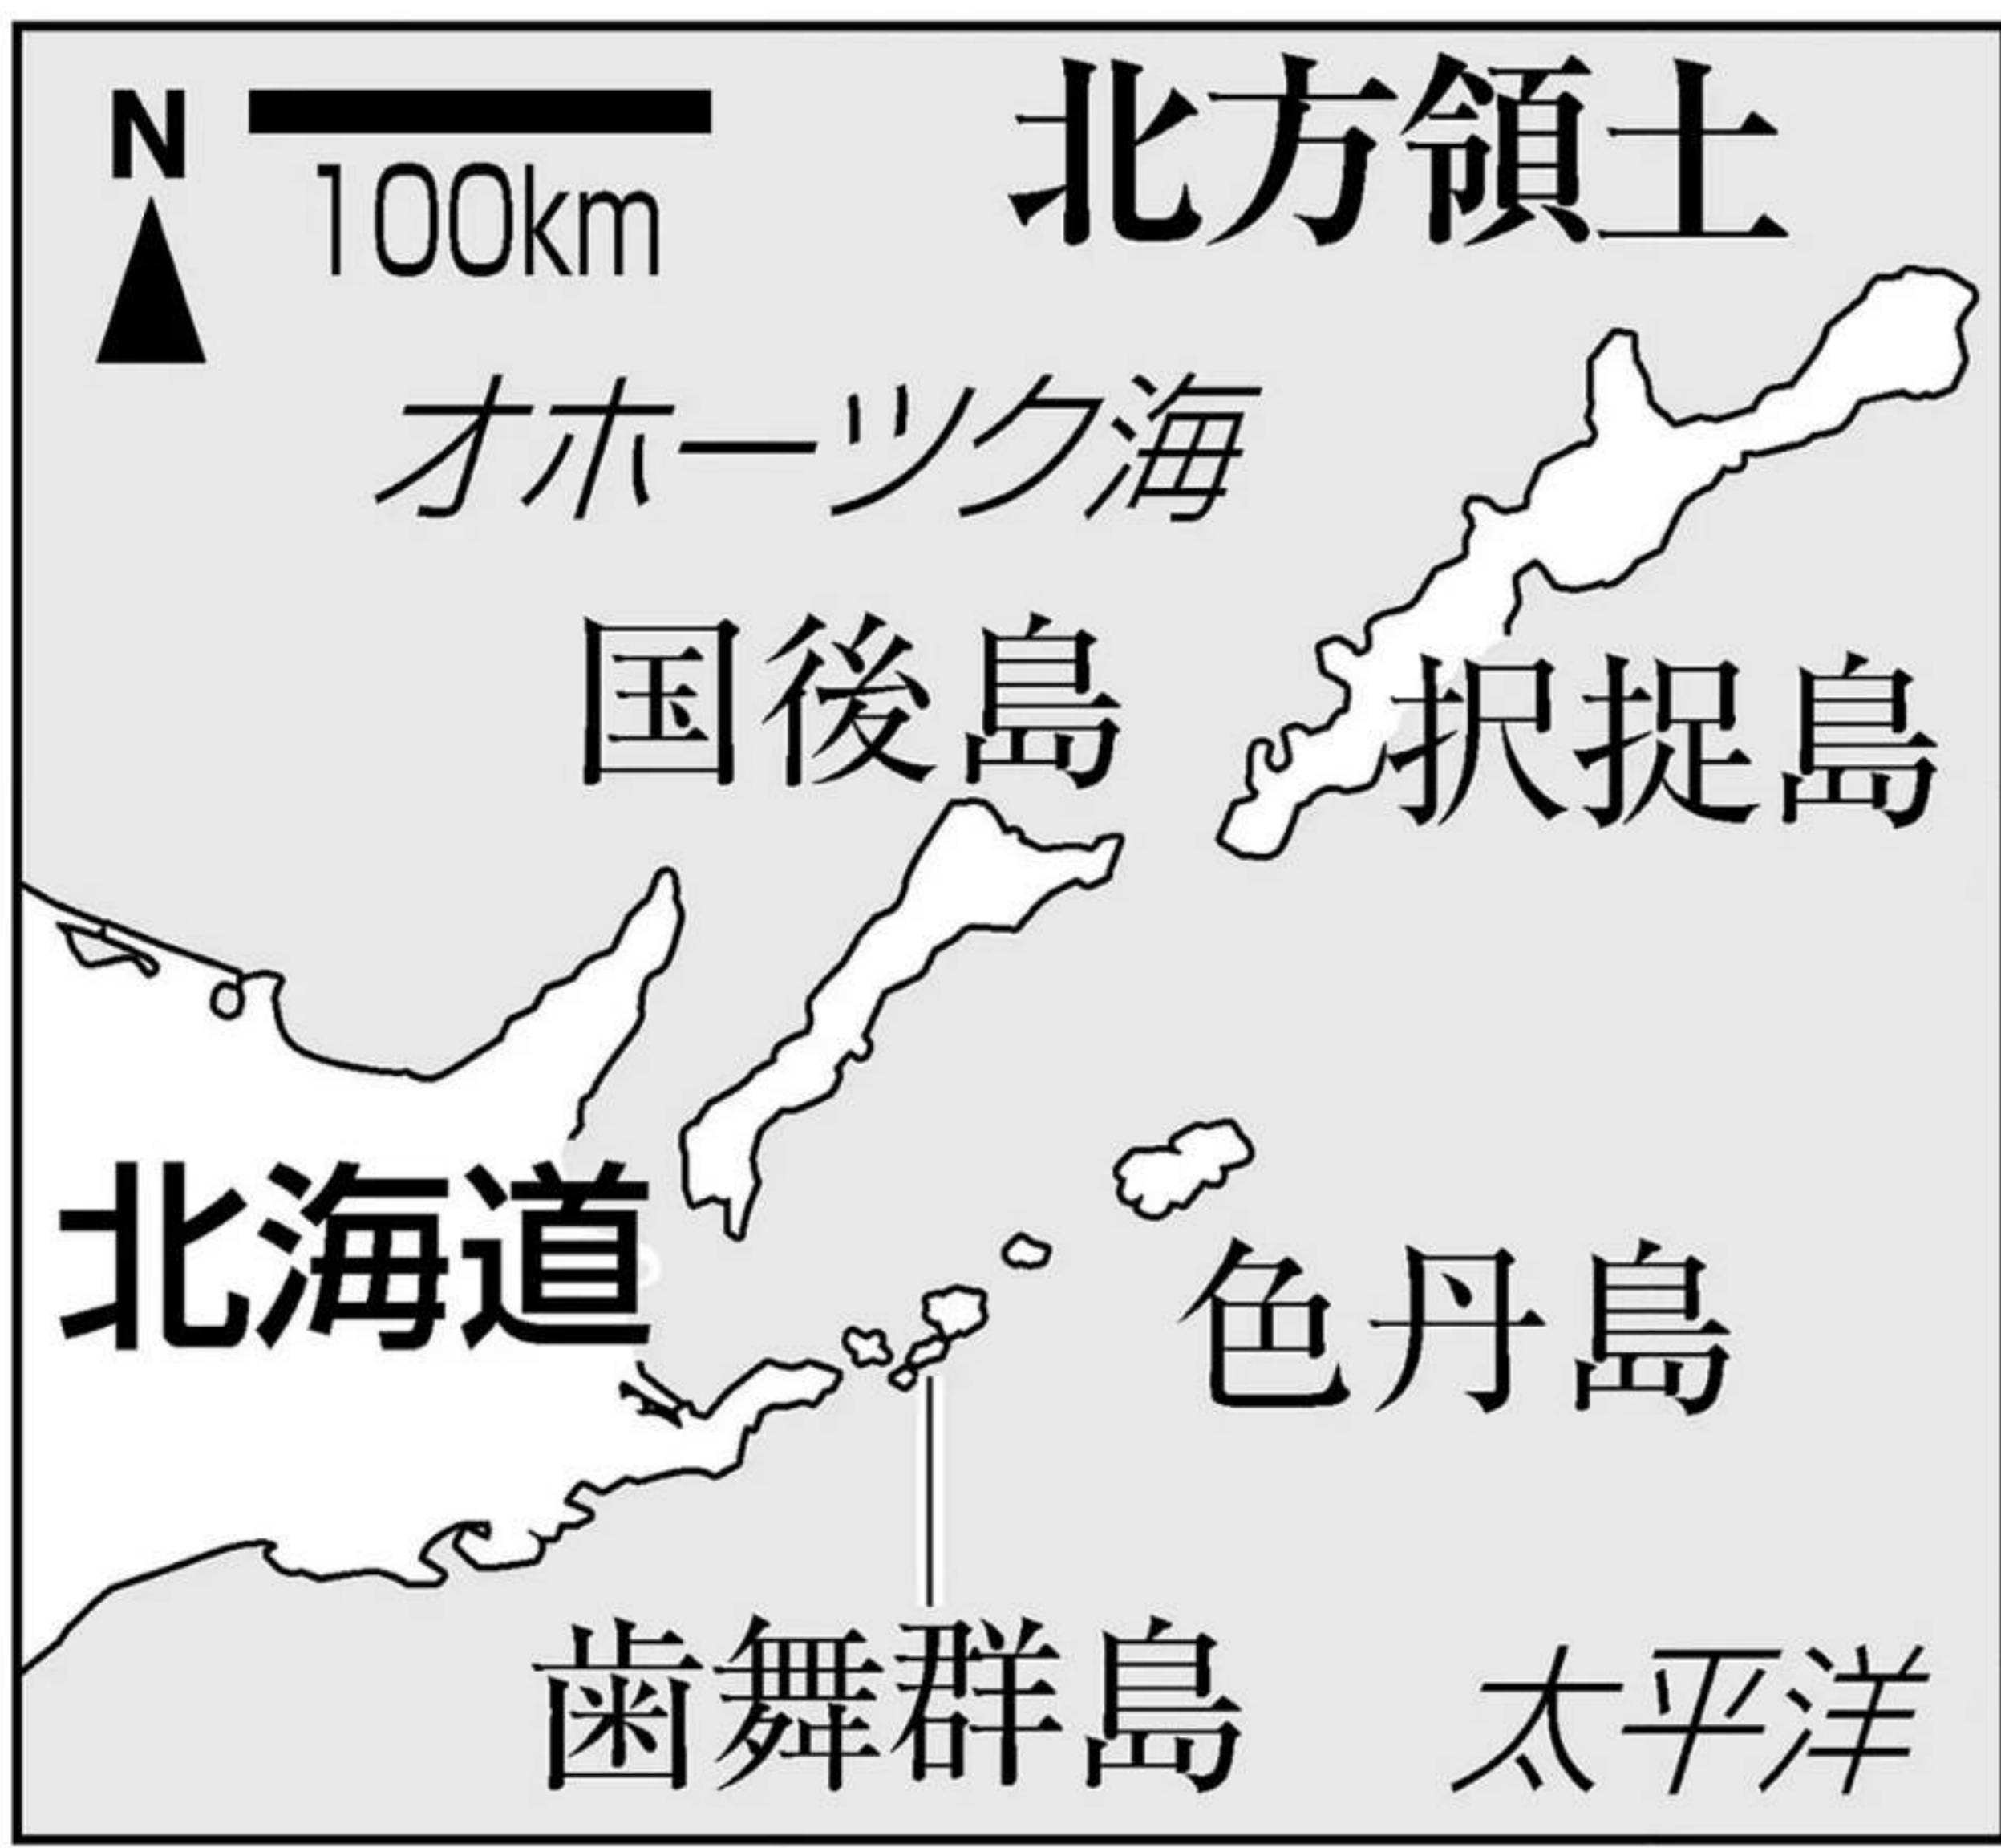 N
100km
北方領土
オホーツク海
国後島
択捉島
北海道
色丹島
歯舞群島
太平洋